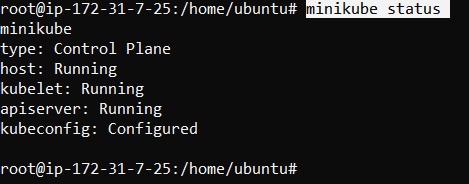 root@ip-172-31-7-25:/home/ubuntu# minikube status
minikube
type: Control Plane
host: Running
kubelet: Running
apiserver: Running
kubeconfig: Configured
root@ip-172-31-7-25:/home/ubuntu#